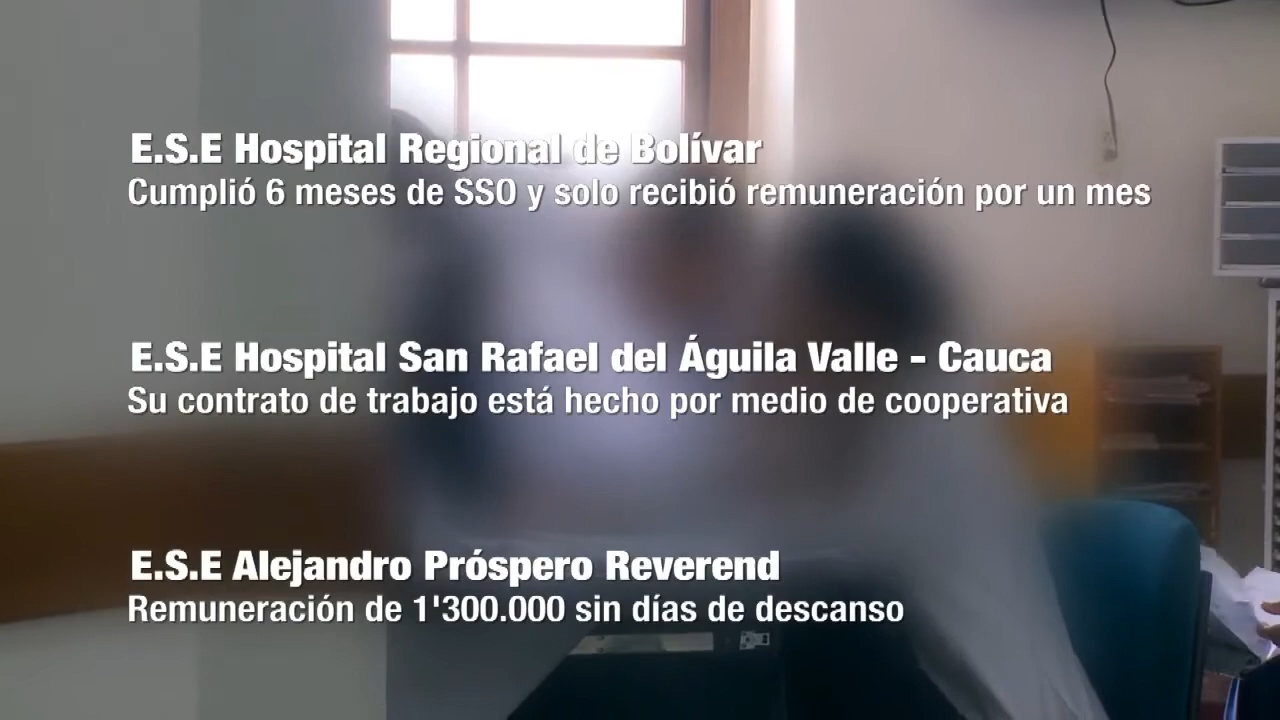 E.S.E Hospital Regional de Bolívar
Cumplió 6 meses de SSO y solo recibió remuneración por un mes
E.S.E Hospital San Rafael del Águila Valle - Cauca
Su contrato de trabajo está hecho por medio de cooperativa
E.S.E Alejandro Próspero Reverend
Remuneración de 1'300.000 sin días de descanso